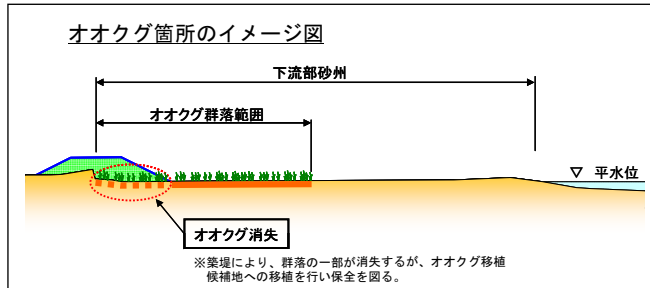 オオクグ箇所のイメージ図
下流部砂州
オオクグ群落範囲
▽ 平水位
オオクグ消失
※築堤により、群落の一部が消失するが、オオクグ移植
候補地への移植を行い保全を図る。